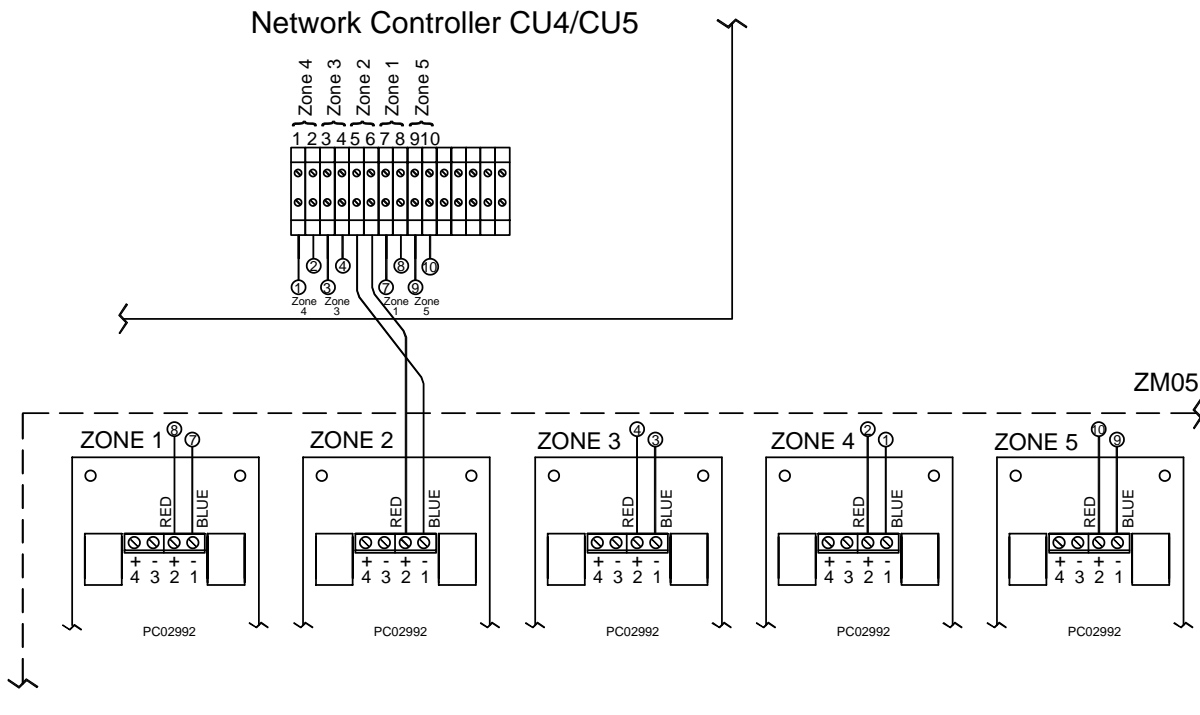 Network Controller CU4/CU5
Zone 4 Zone 3 Zone 2 Zone 1 Zone 5
1 2 3 4 5 6 7 8 9 10
2 4 8 10
1 3 7 9
Zone 4 Zone 3 Zone 1 Zone 5
ZM05
ZONE 1 8 7
RED BLUE
+ - + -
4 3 2 1
PC02992
ZONE 2
RED BLUE
+ - + -
4 3 2 1
PC02992
ZONE 3 4 3
RED BLUE
+ - + -
4 3 2 1
PC02992
ZONE 4 2 1
RED BLUE
+ - + -
4 3 2 1
PC02992
ZONE 5 10 9
RED BLUE
+ - + -
4 3 2 1
PC02992